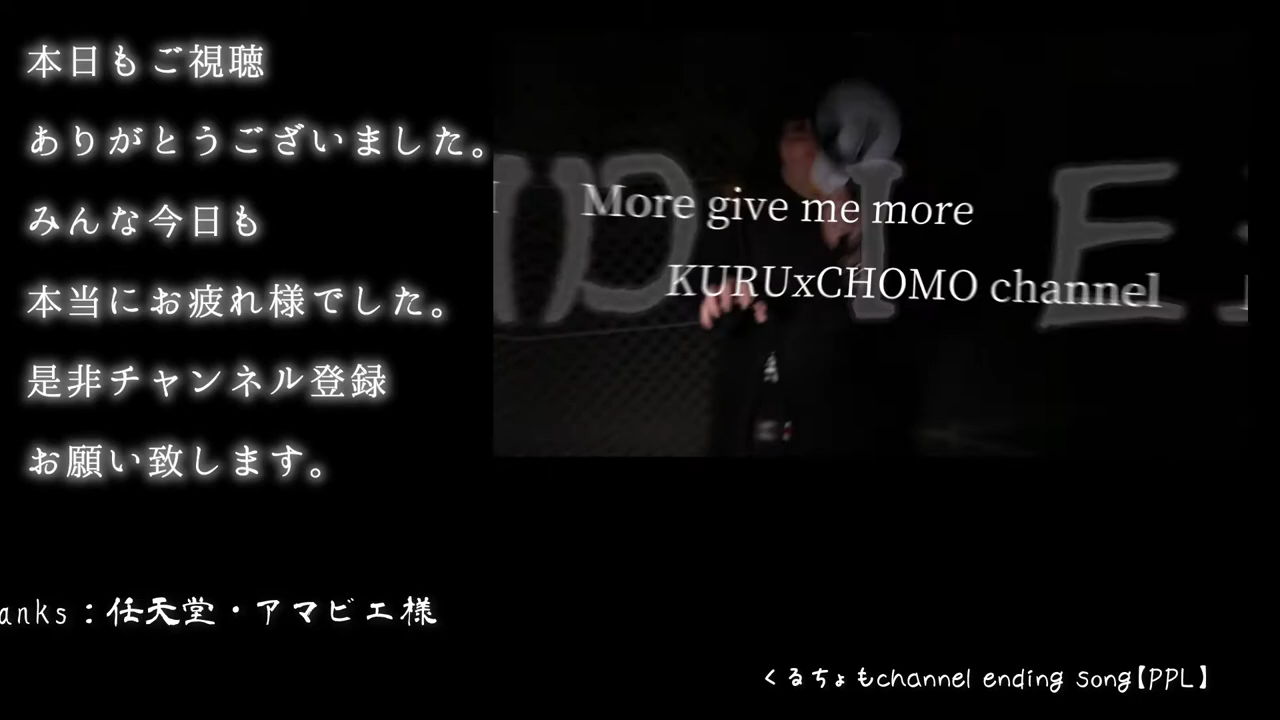 本日もご視聴
ありがとうございました。
みんな今日も
本当にお疲れ様でした。
是非チャンネル登録
お願い致します。
More give me more
KURUxCHOMO channel
anks：任天堂・アマビエ様
くるちょもchannel ending song【PPL】